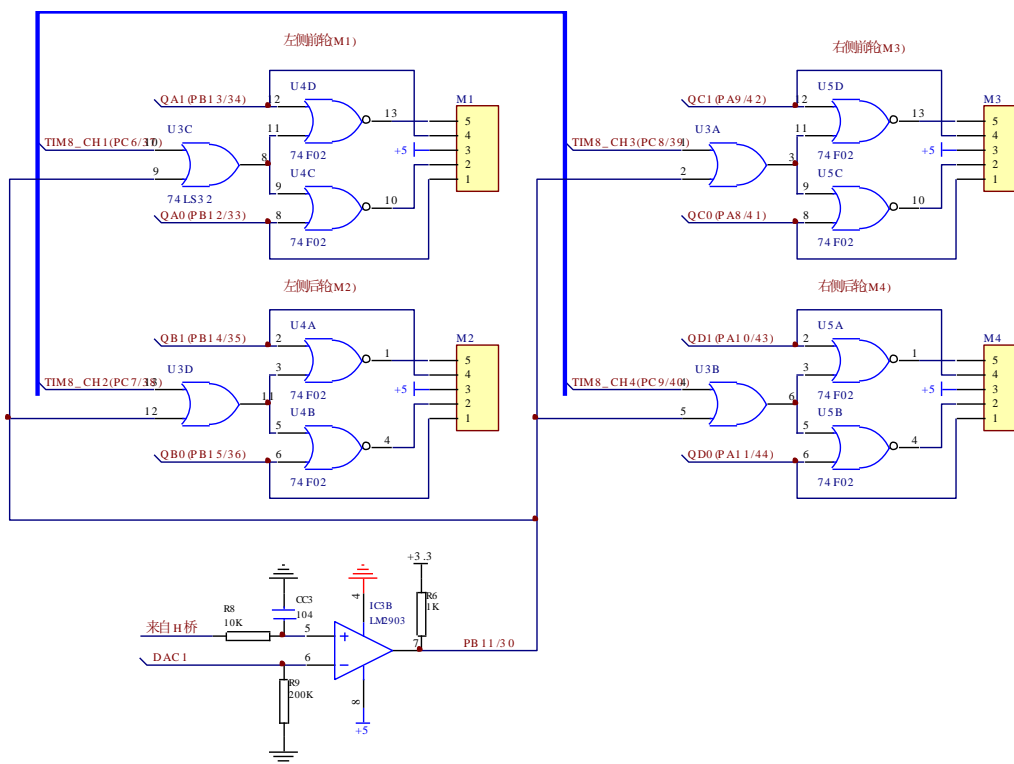 左侧前轮(M1)
U4D
QA1(PB13/34)
12
13
M1
5
4
3
2
1
+5
11
74F02
U3C
TIM8_CH1(PC6/37)
10
8
9
74LS32
U4C
9
10
QA0(PB12/33)
8
74F02
右侧前轮(M3)
U5D
QC1(PA9/42)
12
13
M3
5
4
3
2
1
+5
11
74F02
U3A
TIM8_CH3(PC8/39)
1
3
2
U5C
9
10
QC0(PA8/41)
8
74F02
左侧后轮(M2)
U4A
QB1(PB14/35)
2
1
M2
5
4
3
2
1
+5
3
74F02
U3D
TIM8_CH2(PC7/38)
13
11
12
U4B
5
4
QB0(PB15/36)
6
74F02
右侧后轮(M4)
U5A
QD1(PA10/43)
2
1
M4
5
4
3
2
1
+5
3
74F02
U3B
TIM8_CH4(PC9/40)
4
6
5
U5B
5
4
QD0(PA11/44)
6
74F02
+3.3
R6
1K
CC3
104
4
IC3B
LM2903
R8
10K
来自H桥
5
7
PB11/30
DAC1
6
R9
200K
8
+5